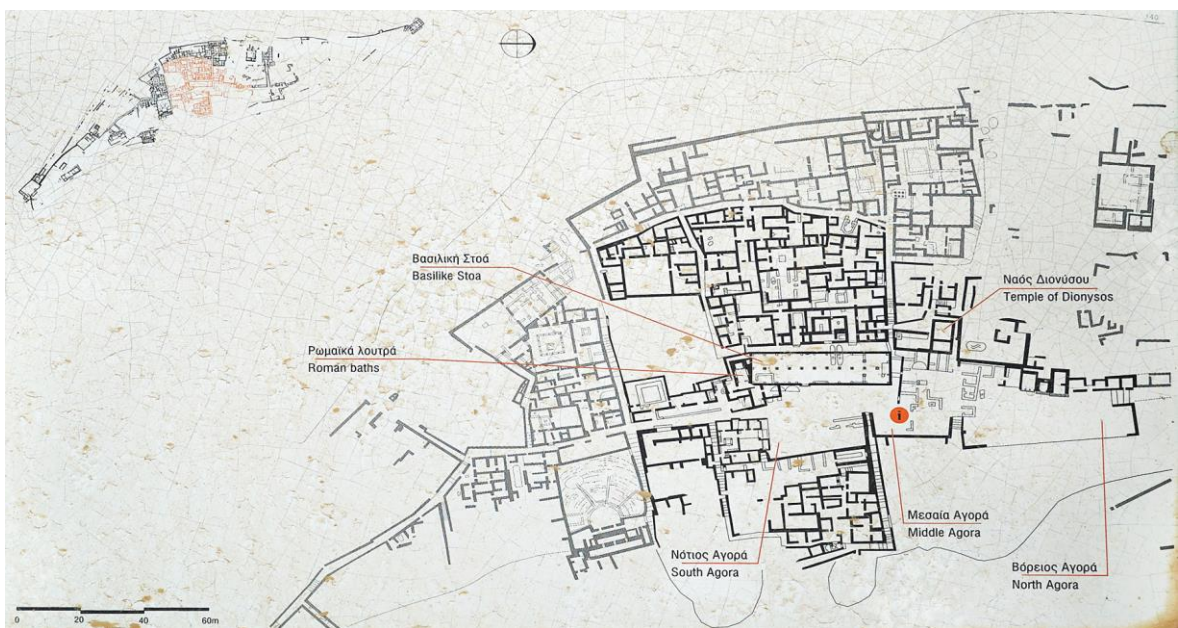 140
Βασιλική Στοά
Basilike Stoa
Ναός Διονύσου
Temple of Dionysos
Ρωμαϊκά λουτρά
Roman baths
i
Μεσαία Αγορά
Middle Agora
Νότιος Αγορά
South Agora
Βόρειος Αγορά
North Agora
0 20 40 60m